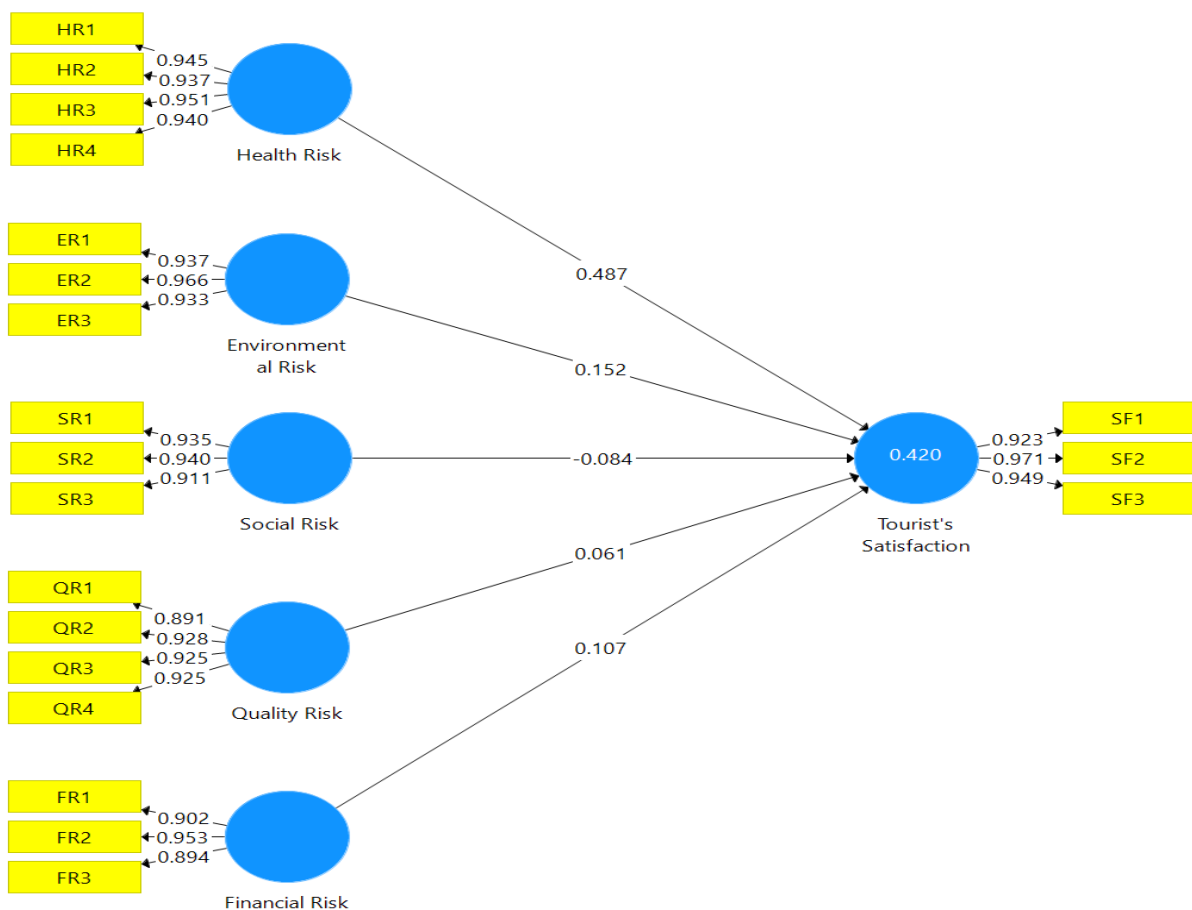 HR1
HR2
HR3
HR4
0.945
0.937
0.951
0.940
Health Risk
0.487
ER1
ER2
ER3
0.937
0.966
0.933
Environment
al Risk
0.152
SR1
SR2
SR3
0.935
0.940
0.911
Social Risk
-0.084
QR1
QR2
QR3
QR4
0.891
0.928
0.925
0.925
Quality Risk
0.061
FR1
FR2
FR3
0.902
0.953
0.894
Financial Risk
0.107
0.420
Tourist's
Satisfaction
0.923
0.971
0.949
SF1
SF2
SF3